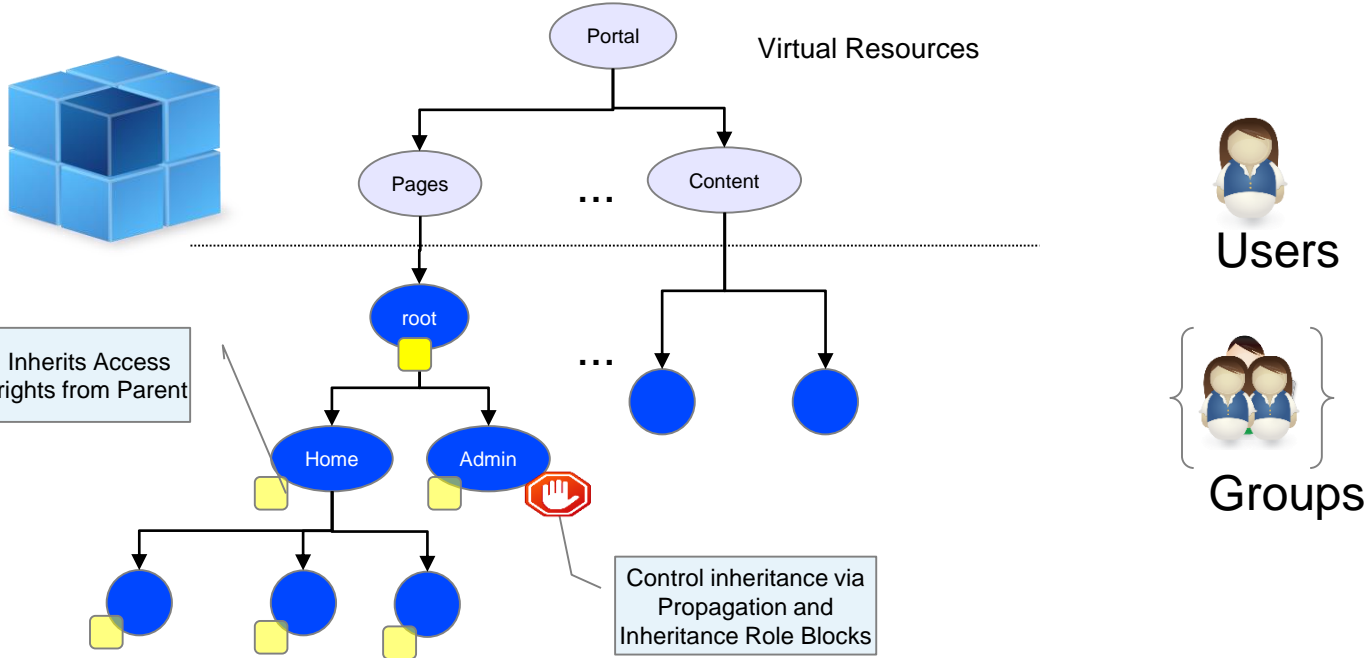 Portal
Virtual Resources
Pages
...
Content
Users
root
...
Inherits Access
rights from Parent
Home
Admin
Groups
Control inheritance via
Propagation and
Inheritance Role Blocks